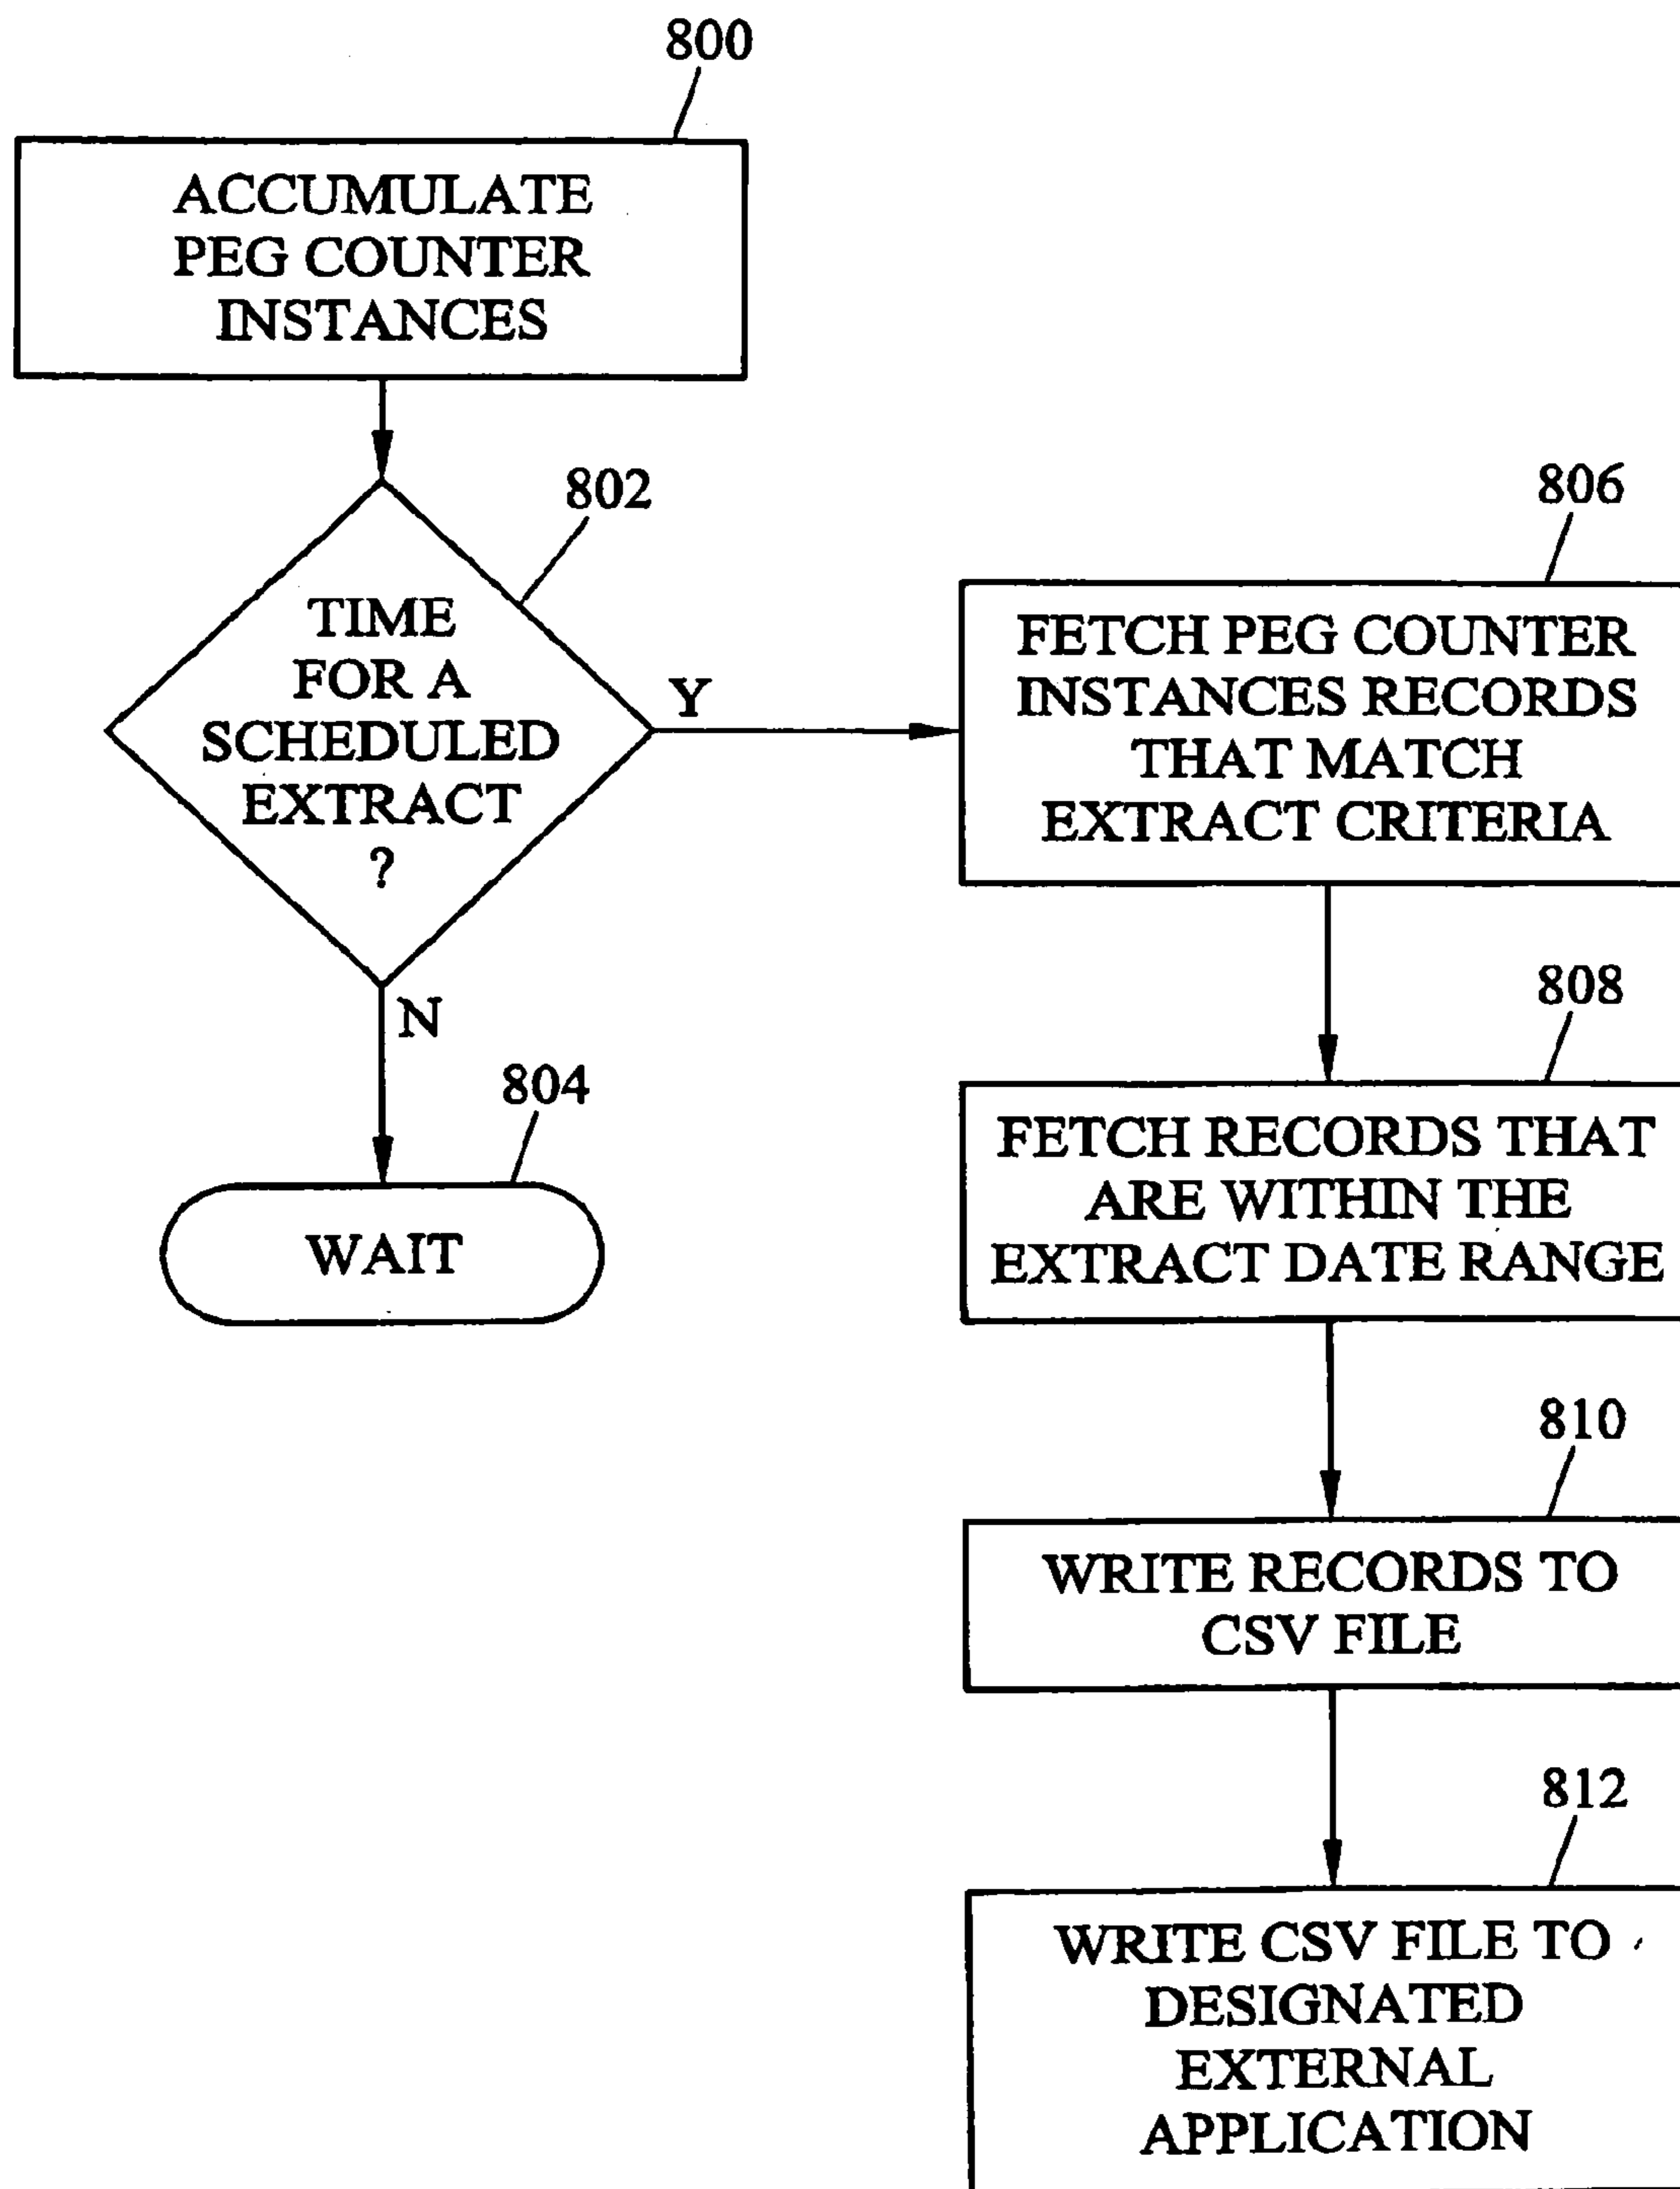 800
ACCUMULATE
PEG COUNTER
INSTANCES
802
TIME
FOR A
SCHEDULED
EXTRACT
?
Y
N
804
WAIT
806
FETCH PEG COUNTER
INSTANCES RECORDS
THAT MATCH
EXTRACT CRITERIA
808
FETCH RECORDS THAT
ARE WITHIN THE
EXTRACT DATE RANGE
810
WRITE RECORDS TO
CSV FILE
812
WRITE CSV FILE TO
DESIGNATED
EXTERNAL
APPLICATION